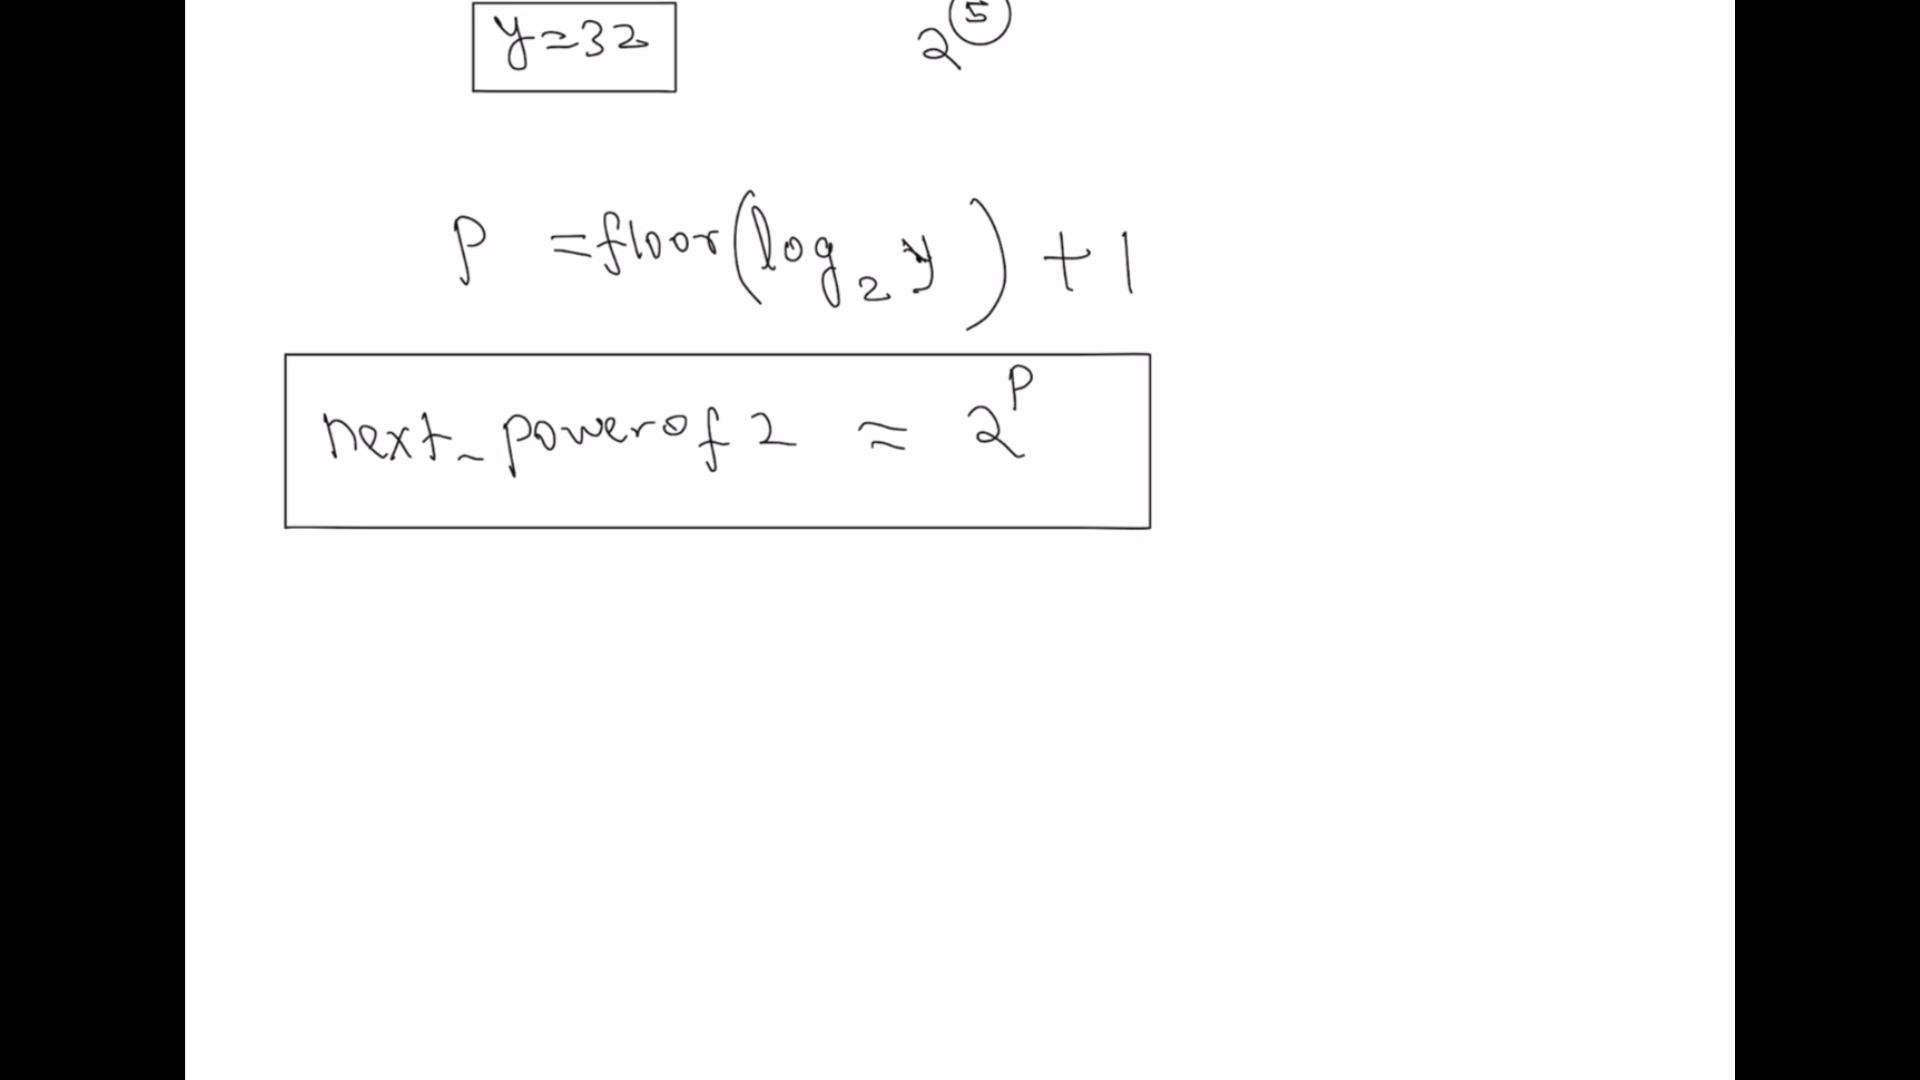 y=32 2^5
P = floor(log_2 y) + 1
next_powerof2 = 2^P